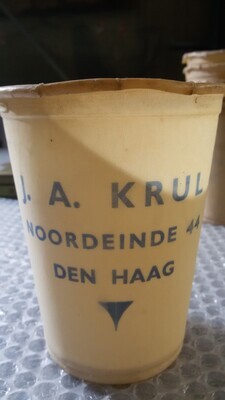 J. A. KRUL
NOORDEINDE 44
DEN HAAG